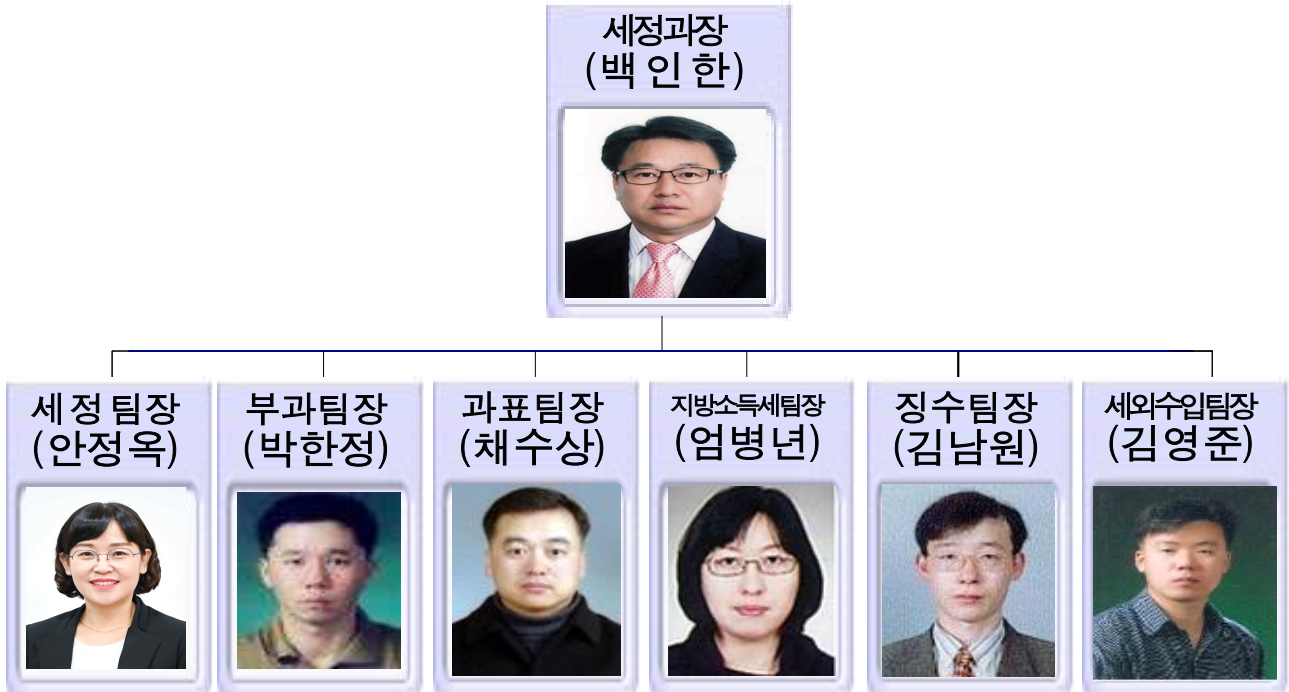 세정과장
(백인한)
세정팀장
(안정옥)
부과팀장
(박한정)
과표팀장
(채수상)
지방소득세팀장
(엄병년)
징수팀장
(김남원)
세외수입팀장
(김영준)